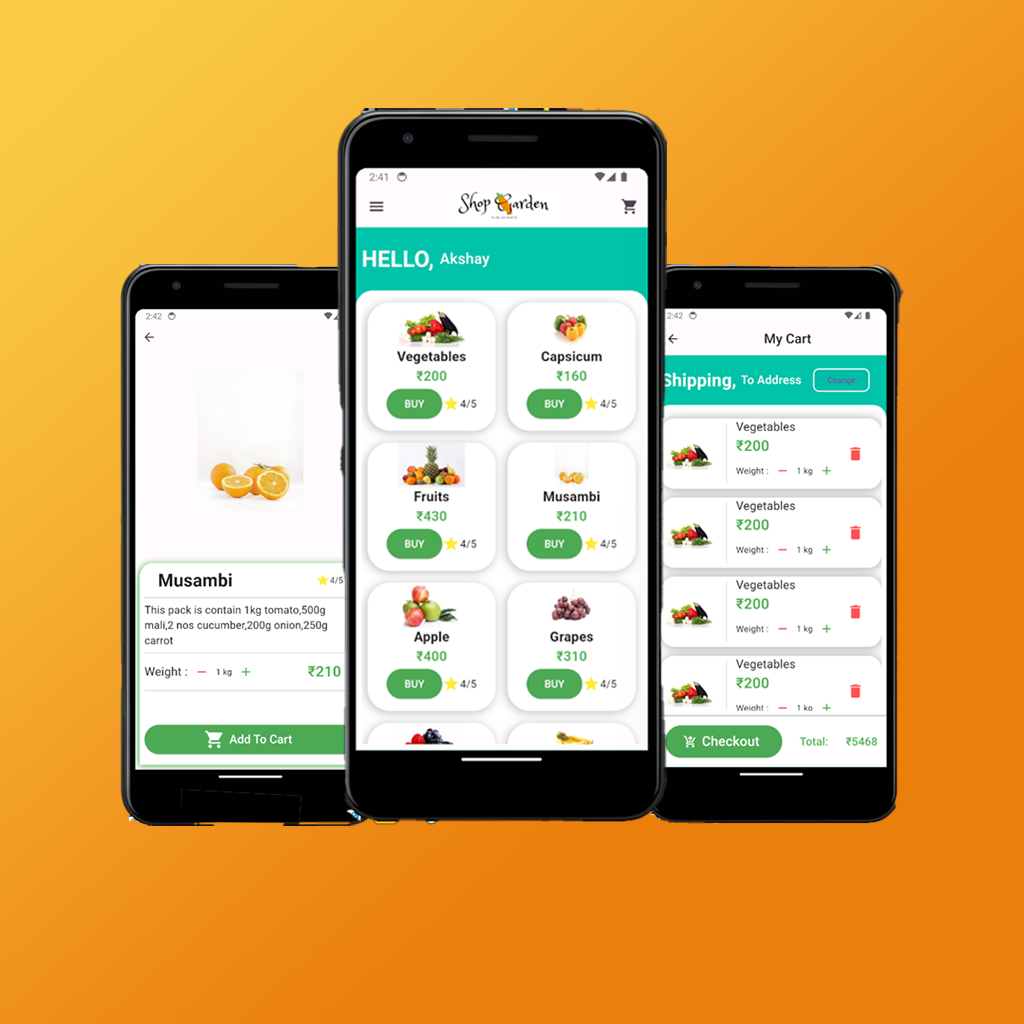 2:42
Musambi
4/5
This pack is contain 1kg tomato,500g
mali,2 nos cucumber,200g onion,250g
carrot
Weight : − 1 kg + ₹210
Add To Cart
2:41
Shop Garden
HELLO, Akshay
Vegetables
₹200
BUY 4/5
Capsicum
₹160
BUY 4/5
Fruits
₹430
BUY 4/5
Musambi
₹210
BUY 4/5
Apple
₹400
BUY 4/5
Grapes
₹310
BUY 4/5
2:42
My Cart
Shipping, To Address Change
Vegetables
₹200
Weight : − 1 kg +
Vegetables
₹200
Weight : − 1 kg +
Vegetables
₹200
Weight : − 1 kg +
Vegetables
₹200
Weight : − 1 kg +
Checkout Total: ₹5468